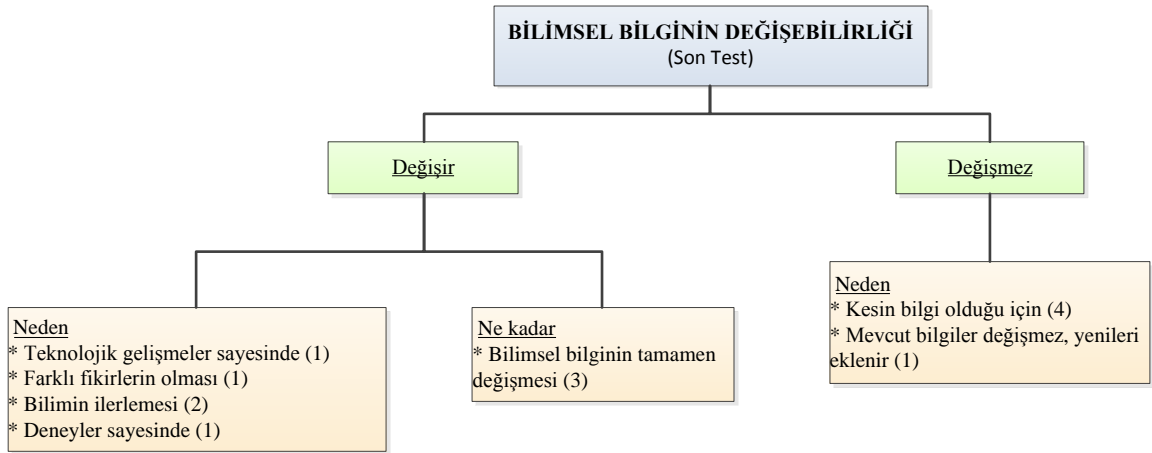 BİLİMSEL BİLGİNİN DEĞİŞEBİLİRLİĞİ
(Son Test)
Değişir
Değişmez
Neden
* Teknolojik gelişmeler sayesinde (1)
* Farklı fikirlerin olması (1)
* Bilimin ilerlemesi (2)
* Deneyler sayesinde (1)
Ne kadar
* Bilimsel bilginin tamamen
değişmesi (3)
Neden
* Kesin bilgi olduğu için (4)
* Mevcut bilgiler değişmez, yenileri
eklenir (1)